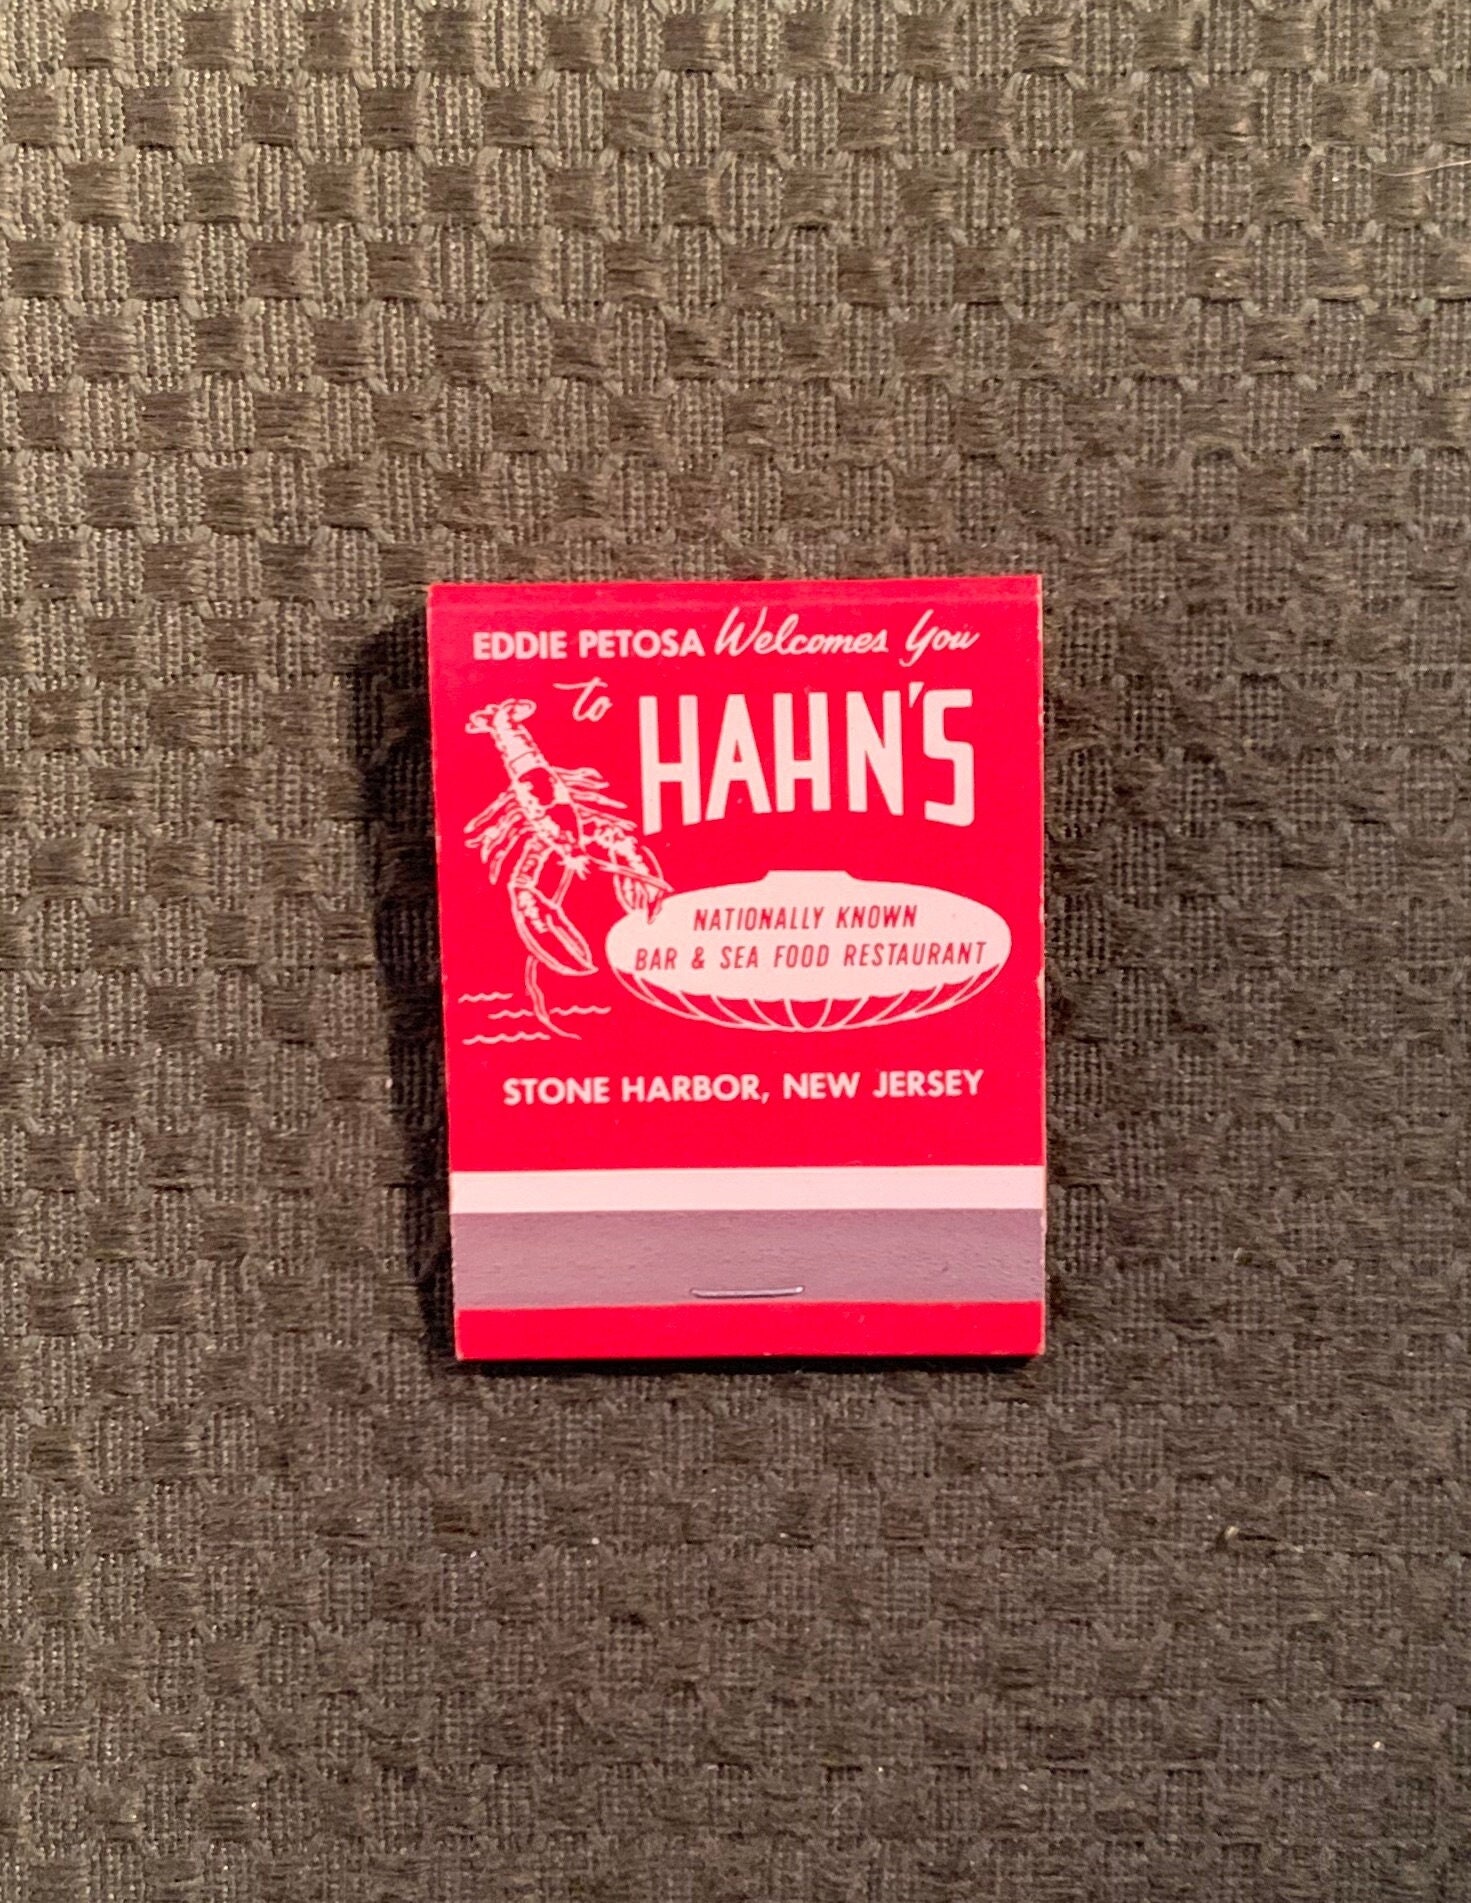 EDDIE PETOSA Welcomes You
to HAHN'S
NATIONALLY KNOWN
BAR & SEA FOOD RESTAURANT
STONE HARBOR, NEW JERSEY